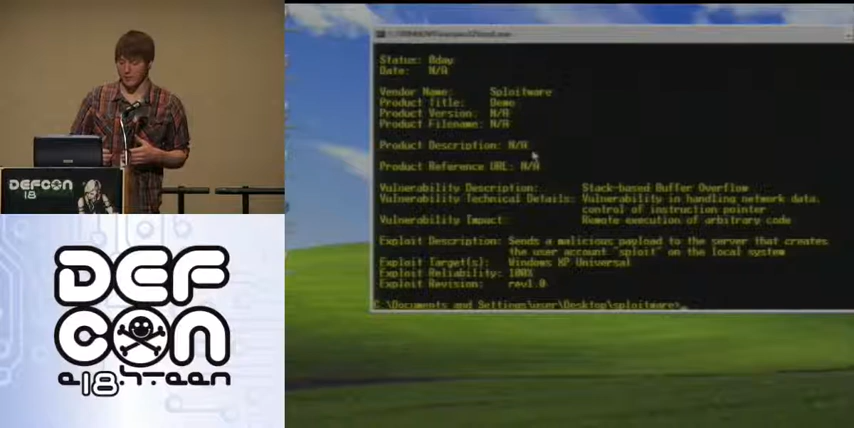 DEFCON
18
DEF
CON
e18hteen
Status: 0day
Date: N/A
Vendor Name: Sploitware
Product Title: Demo
Product Version: N/A
Product Filename: N/A
Product Description: N/A
Product Reference URL: N/A
Vulnerability Description: Stack-based Buffer Overflow
Vulnerability Technical Details: Vulnerability in handling network data.
control of instruction pointer
Vulnerability Impact: Remote execution of arbitrary code
Exploit Description: Sends a malicious payload to the server that creates
the user account "sploit" on the local system
Exploit Target(s): Windows XP Universal
Exploit Reliability: 100%
Exploit Revision: rev1.0
C:\Documents and Settings\user\Desktop\sploitware>